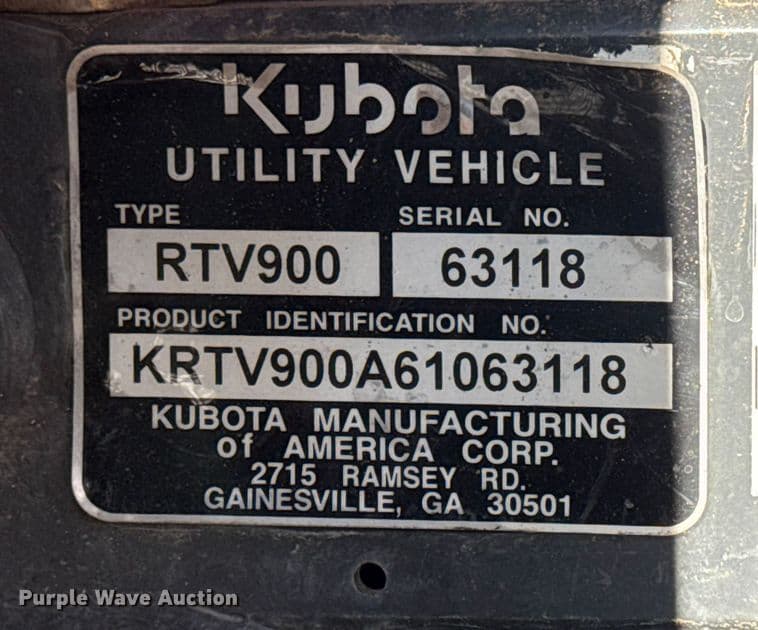 Kubota
UTILITY VEHICLE
TYPE SERIAL NO.
RTV900 63118
PRODUCT IDENTIFICATION NO.
KRTV900A61063118
KUBOTA MANUFACTURING
of AMERICA CORP.
2715 RAMSEY RD.
GAINESVILLE, GA 30501
Purple Wave Auction